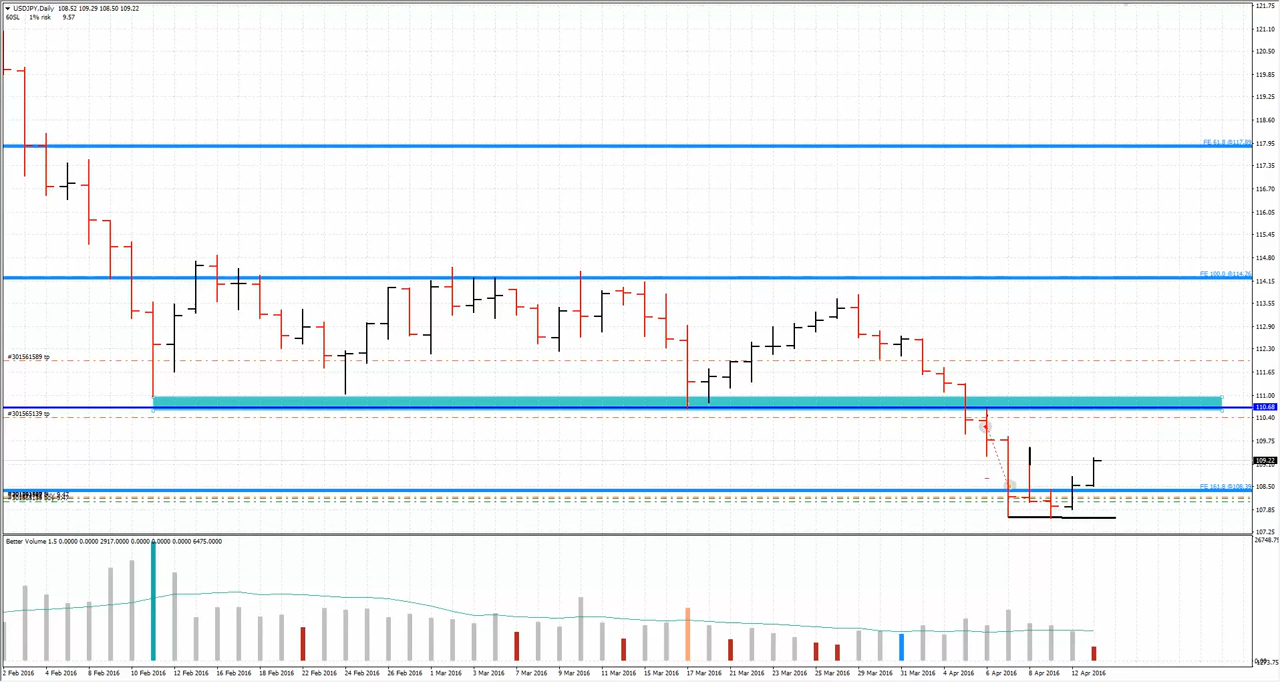 USDJPY.Daily 108.52 109.29 108.50 109.22
60SL 1% risk 9.57
121.75
121.10
120.50
119.85
119.25
118.60
FE 61.8 @117.89
117.95
117.35
116.70
116.05
115.45
114.80
FE 100.0 @114.26
114.15
113.55
112.90
112.30
#301561589 tp
111.65
111.00
110.68
#301565139 tp
110.40
109.75
109.22
FE 161.8 @108.39
108.50
107.85
107.25
Better Volume 1.5 0.0000 0.0000 2917.0000 0.0000 0.0000 0.0000 6475.0000
26748.75
2 Feb 2016 4 Feb 2016 8 Feb 2016 10 Feb 2016 12 Feb 2016 16 Feb 2016 18 Feb 2016 22 Feb 2016 24 Feb 2016 26 Feb 2016 1 Mar 2016 3 Mar 2016 7 Mar 2016 9 Mar 2016 11 Mar 2016 15 Mar 2016 17 Mar 2016 21 Mar 2016 23 Mar 2016 25 Mar 2016 29 Mar 2016 31 Mar 2016 4 Apr 2016 6 Apr 2016 8 Apr 2016 12 Apr 2016